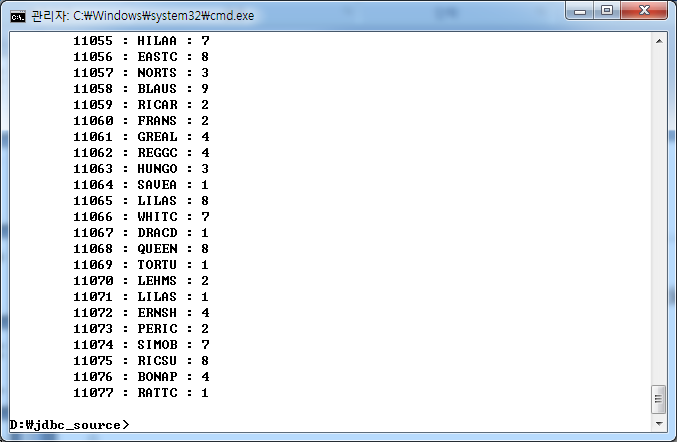 관리자: C:₩Windows₩system32₩cmd.exe
11055 : HILAA : 7
11056 : EASTC : 8
11057 : NORTS : 3
11058 : BLAUS : 9
11059 : RICAR : 2
11060 : FRANS : 2
11061 : GREAL : 4
11062 : REGGC : 4
11063 : HUNGO : 3
11064 : SAVEA : 1
11065 : LILAS : 8
11066 : WHITC : 7
11067 : DRACD : 1
11068 : QUEEN : 8
11069 : TORTU : 1
11070 : LEHMS : 2
11071 : LILAS : 1
11072 : ERNSH : 4
11073 : PERIC : 2
11074 : SIMOB : 7
11075 : RICSU : 8
11076 : BONAP : 4
11077 : RATTC : 1
D:₩jdbc_source>